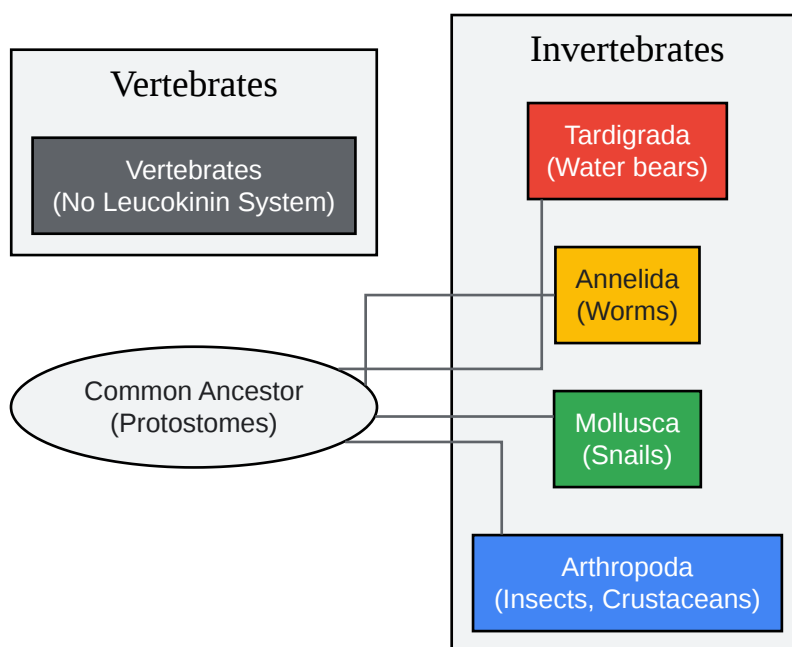 Vertebrates
Vertebrates
(No Leucokinin System)
Common Ancestor
(Protostomes)
Invertebrates
Tardigrada
(Water bears)
Annelida
(Worms)
Mollusca
(Snails)
Arthropoda
(Insects, Crustaceans)